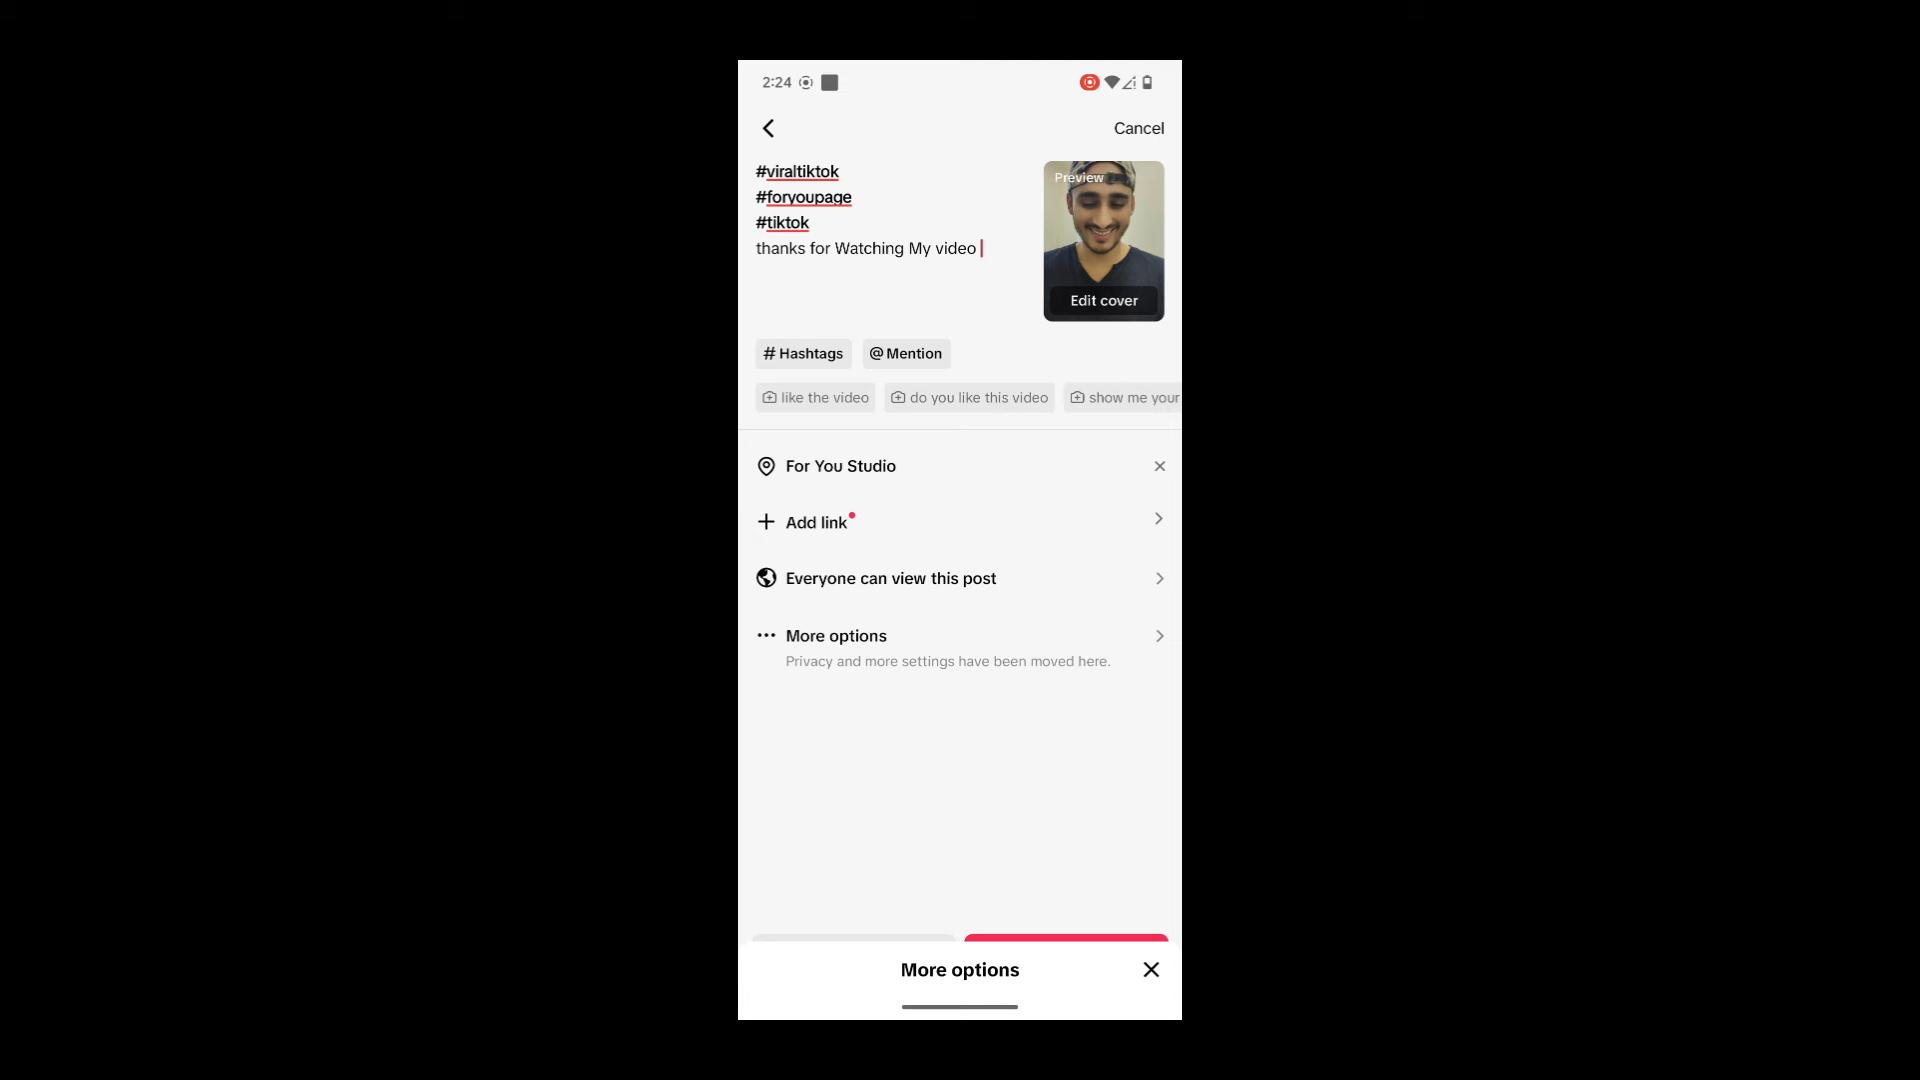 2:24
Cancel
#viraltiktok
#foryoupage
#tiktok
thanks for Watching My video
Preview
Edit cover
# Hashtags
@ Mention
like the video
do you like this video
show me your
For You Studio
Add link
Everyone can view this post
More options
Privacy and more settings have been moved here.
More options